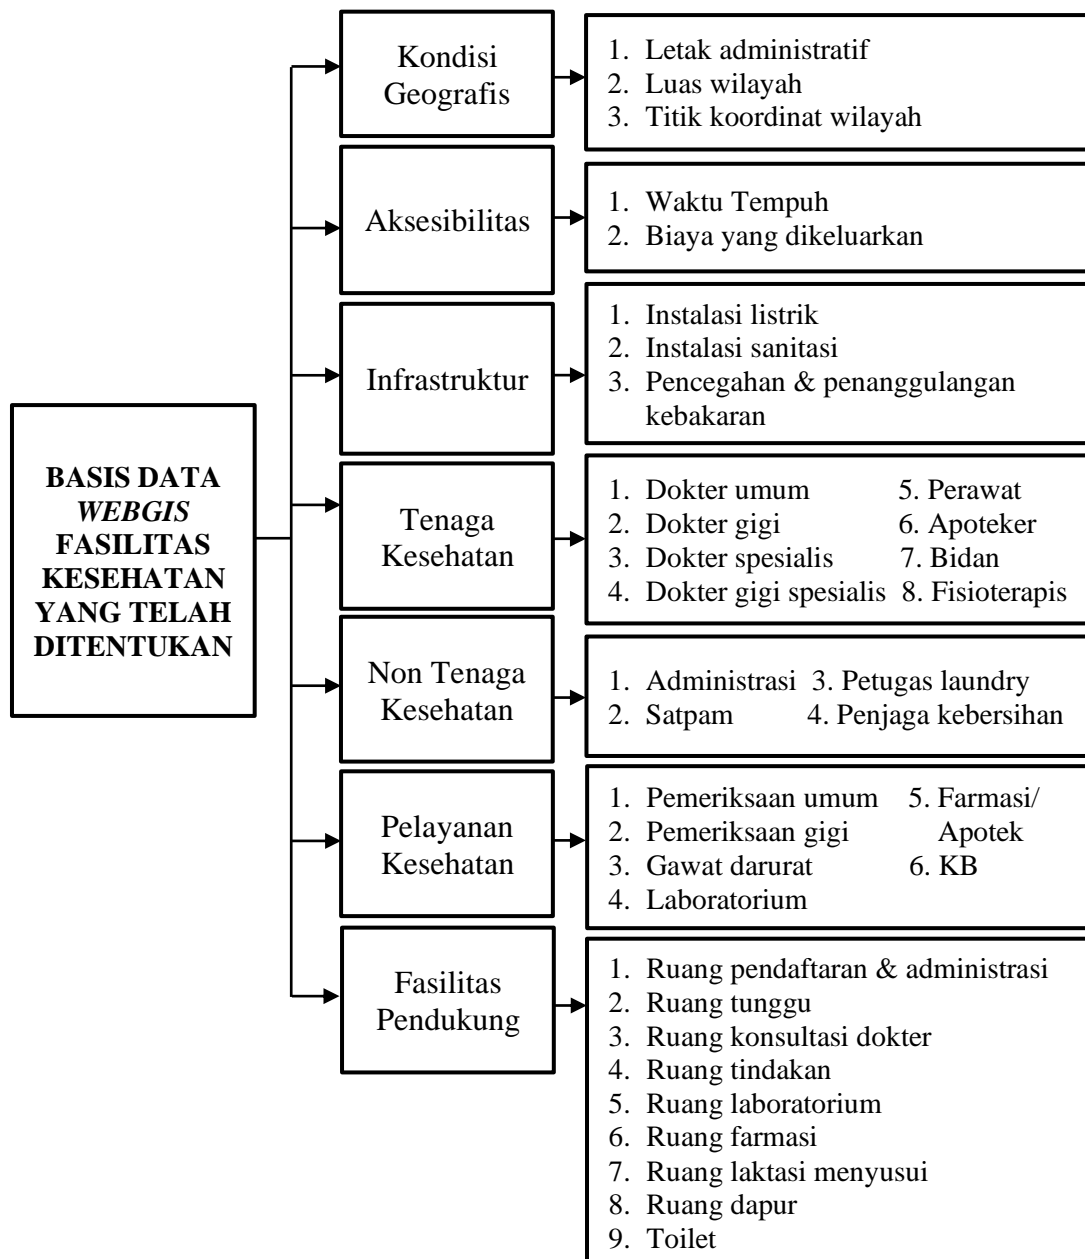 BASIS DATA
WEBGIS
FASILITAS
KESEHATAN
YANG TELAH
DITENTUKAN
Kondisi
Geografis
1. Letak administratif
2. Luas wilayah
3. Titik koordinat wilayah
Aksesibilitas
1. Waktu Tempuh
2. Biaya yang dikeluarkan
Infrastruktur
1. Instalasi listrik
2. Instalasi sanitasi
3. Pencegahan & penanggulangan
kebakaran
Tenaga
Kesehatan
1. Dokter umum 5. Perawat
2. Dokter gigi 6. Apoteker
3. Dokter spesialis 7. Bidan
4. Dokter gigi spesialis 8. Fisioterapis
Non Tenaga
Kesehatan
1. Administrasi 3. Petugas laundry
2. Satpam 4. Penjaga kebersihan
Pelayanan
Kesehatan
1. Pemeriksaan umum 5. Farmasi/
2. Pemeriksaan gigi Apotek
3. Gawat darurat 6. KB
4. Laboratorium
Fasilitas
Pendukung
1. Ruang pendaftaran & administrasi
2. Ruang tunggu
3. Ruang konsultasi dokter
4. Ruang tindakan
5. Ruang laboratorium
6. Ruang farmasi
7. Ruang laktasi menyusui
8. Ruang dapur
9. Toilet